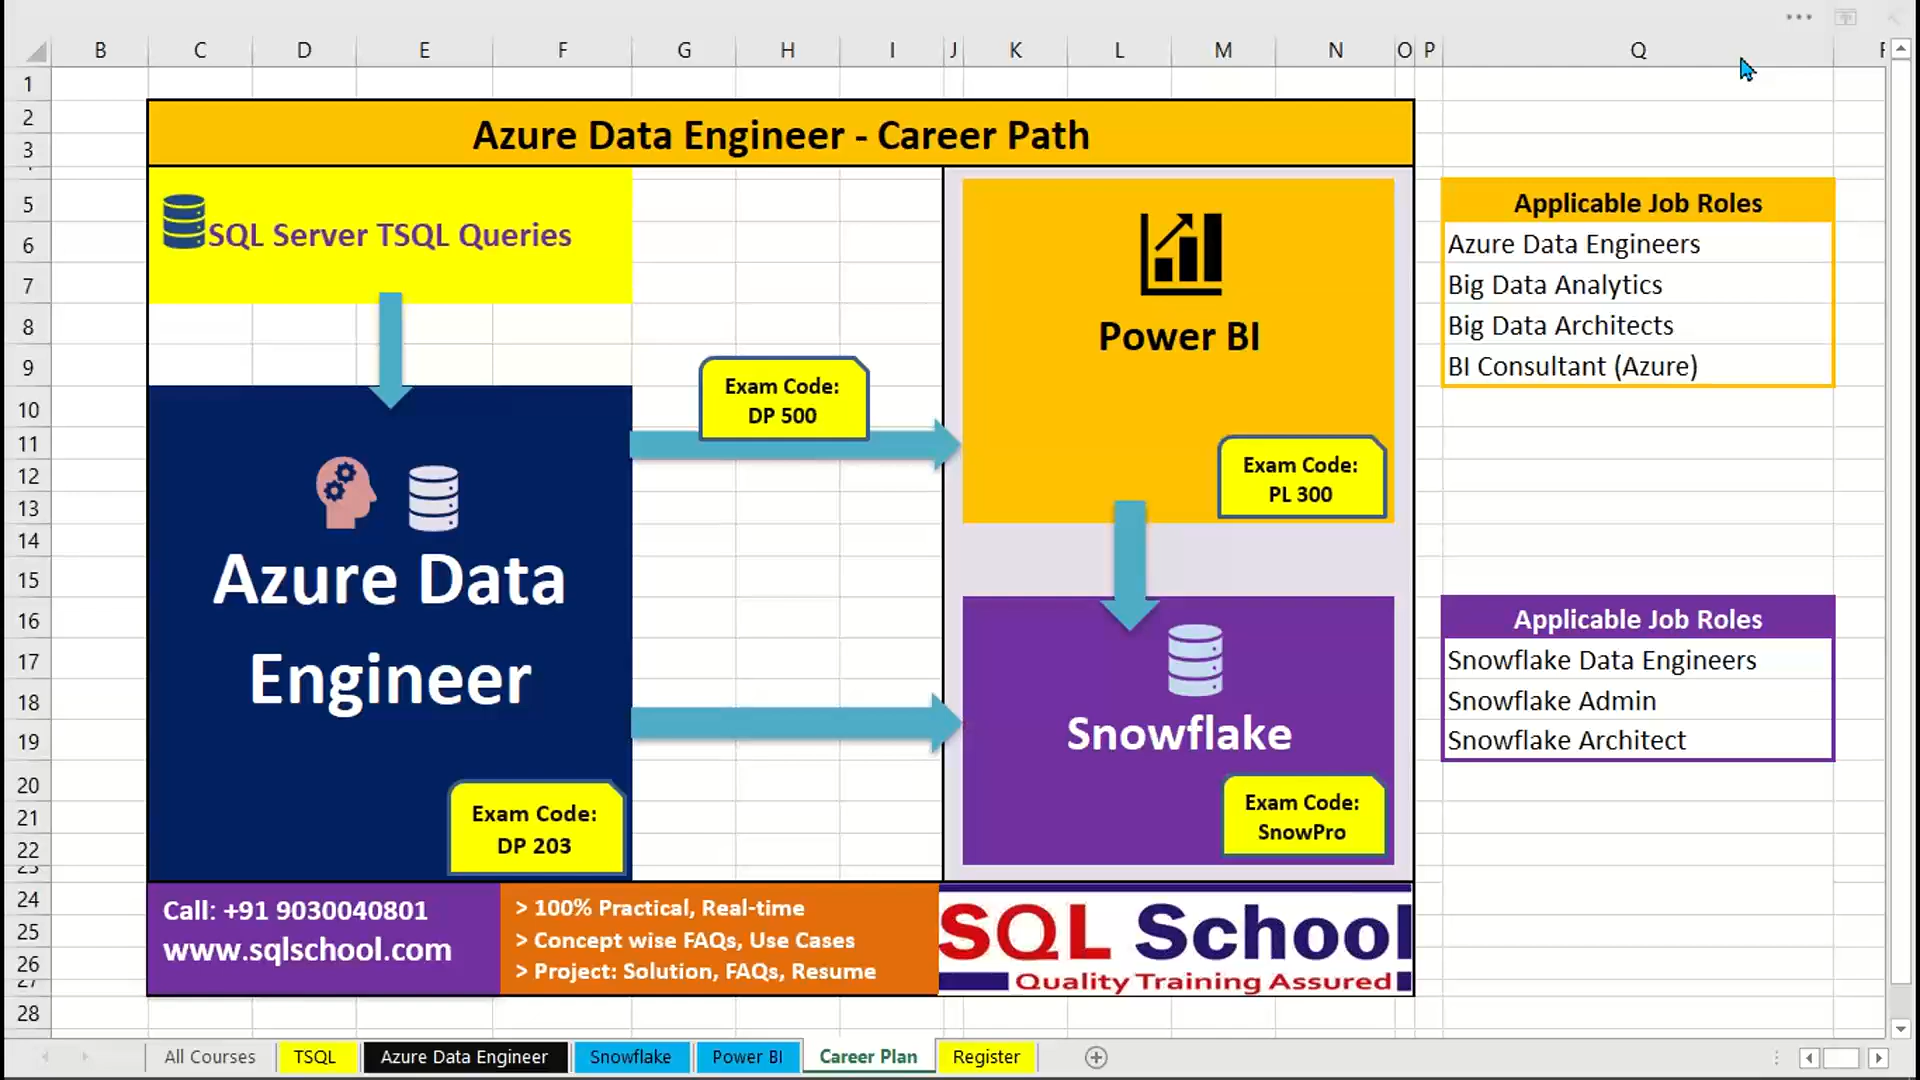 B C D E F G H I J K L M N O P Q
1
2
3
5
6
7
8
9
10
11
12
13
14
15
16
17
18
19
20
21
22
23
24
25
26
27
28
Azure Data Engineer - Career Path
SQL Server TSQL Queries
Azure Data
Engineer
Exam Code:
DP 203
Exam Code:
DP 500
Power BI
Exam Code:
PL 300
Snowflake
Exam Code:
SnowPro
Applicable Job Roles
Azure Data Engineers
Big Data Analytics
Big Data Architects
BI Consultant (Azure)
Applicable Job Roles
Snowflake Data Engineers
Snowflake Admin
Snowflake Architect
Call: +91 9030040801
www.sqlschool.com
> 100% Practical, Real-time
> Concept wise FAQs, Use Cases
> Project: Solution, FAQs, Resume
SQL School
Quality Training Assured
All Courses TSQL Azure Data Engineer Snowflake Power BI Career Plan Register